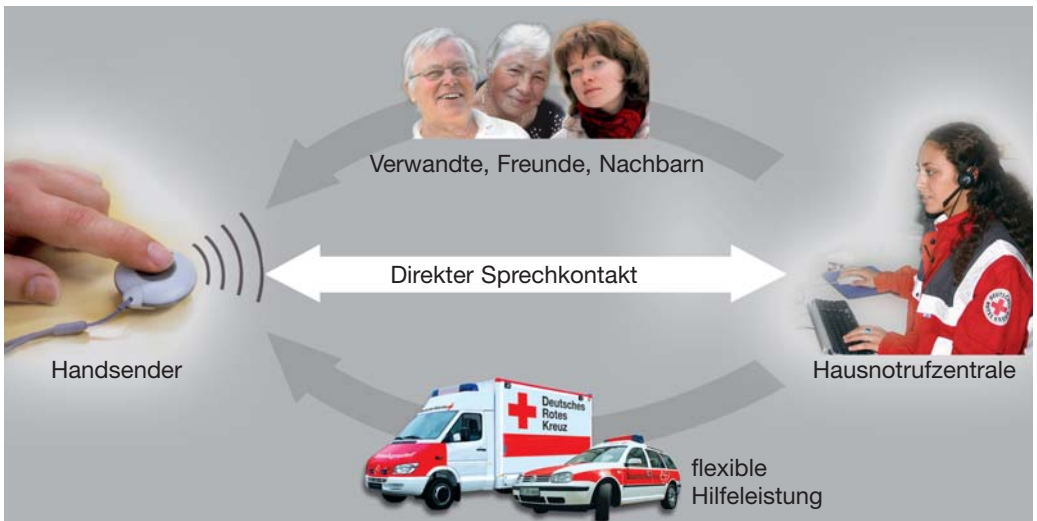 Verwandte, Freunde, Nachbarn
Direkter Sprechkontakt
Handsender
Hausnotrufzentrale
Deutsches
Rotes
Kreuz
flexible
Hilfeleistung